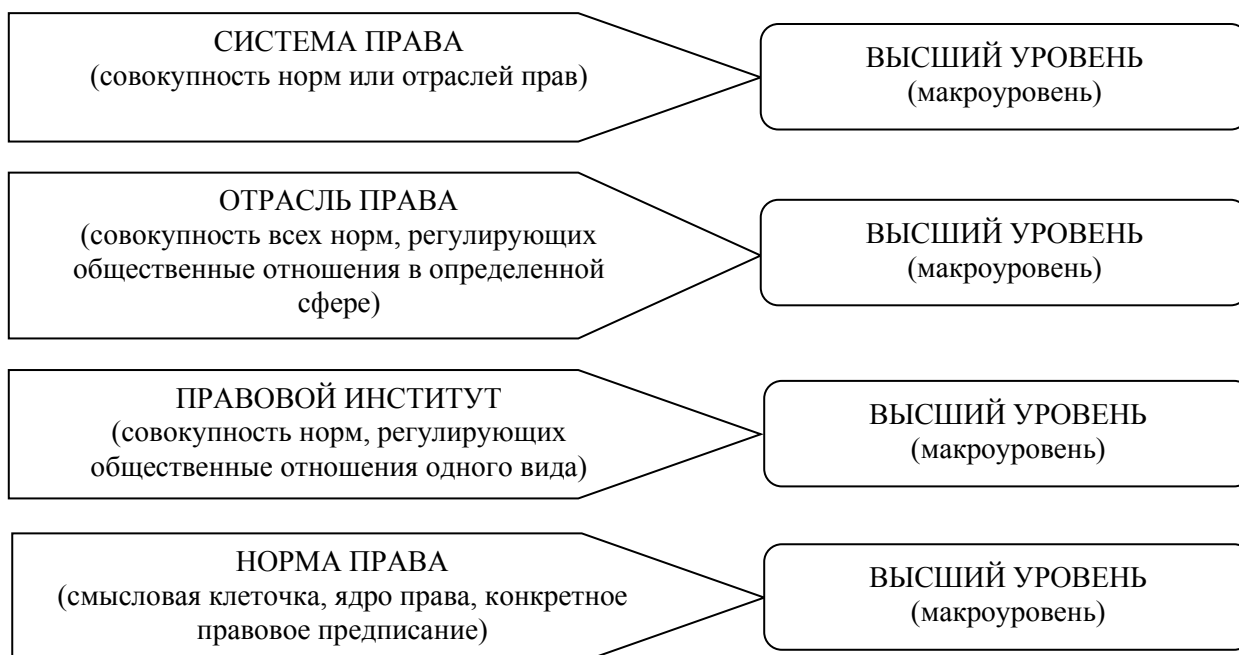 СИСТЕМА ПРАВА
(совокупность норм или отраслей прав)
ВЫСШИЙ УРОВЕНЬ
(макроуровень)
ОТРАСЛЬ ПРАВА
(совокупность всех норм, регулирующих
общественные отношения в определенной
сфере)
ВЫСШИЙ УРОВЕНЬ
(макроуровень)
ПРАВОВОЙ ИНСТИТУТ
(совокупность норм, регулирующих
общественные отношения одного вида)
ВЫСШИЙ УРОВЕНЬ
(макроуровень)
НОРМА ПРАВА
(смысловая клеточка, ядро права, конкретное
правовое предписание)
ВЫСШИЙ УРОВЕНЬ
(макроуровень)